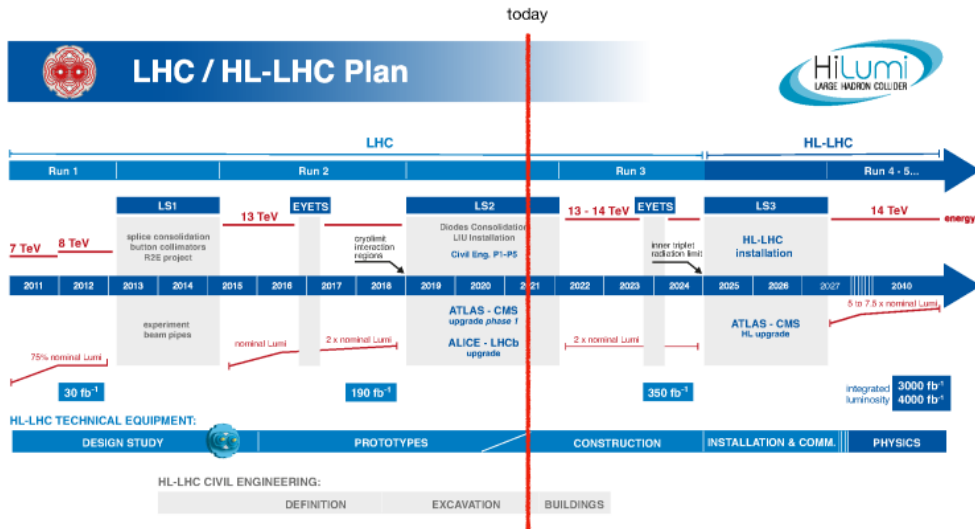 today
LHC / HL-LHC Plan
HiLumi
LARGE HADRON COLLIDER
LHC
HL-LHC
Run 1
Run 2
Run 3
Run 4 - 5...
LS1
EYETS
LS2
EYETS
LS3
7 TeV
8 TeV
splice consolidation
button collimators
R2E project
13 TeV
cryolimit
interaction
regions
Diodes Consolidation
LIU Installation
Civil Eng. P1-P5
13 - 14 TeV
inner triplet
radiation limit
HL-LHC
installation
14 TeV
energy
2011 2012 2013 2014 2015 2016 2017 2018 2019 2020 2021 2022 2023 2024 2025 2026 2027 2040
75% nominal Lumi
experiment
beam pipes
nominal Lumi
2 x nominal Lumi
ATLAS - CMS
upgrade phase 1
ALICE - LHCb
upgrade
2 x nominal Lumi
ATLAS - CMS
HL upgrade
5 to 7.5 x nominal Lumi
30 fb⁻¹
190 fb⁻¹
350 fb⁻¹
integrated
luminosity
3000 fb⁻¹
4000 fb⁻¹
HL-LHC TECHNICAL EQUIPMENT:
DESIGN STUDY
PROTOTYPES
CONSTRUCTION
INSTALLATION & COMM.
PHYSICS
HL-LHC CIVIL ENGINEERING:
DEFINITION
EXCAVATION
BUILDINGS